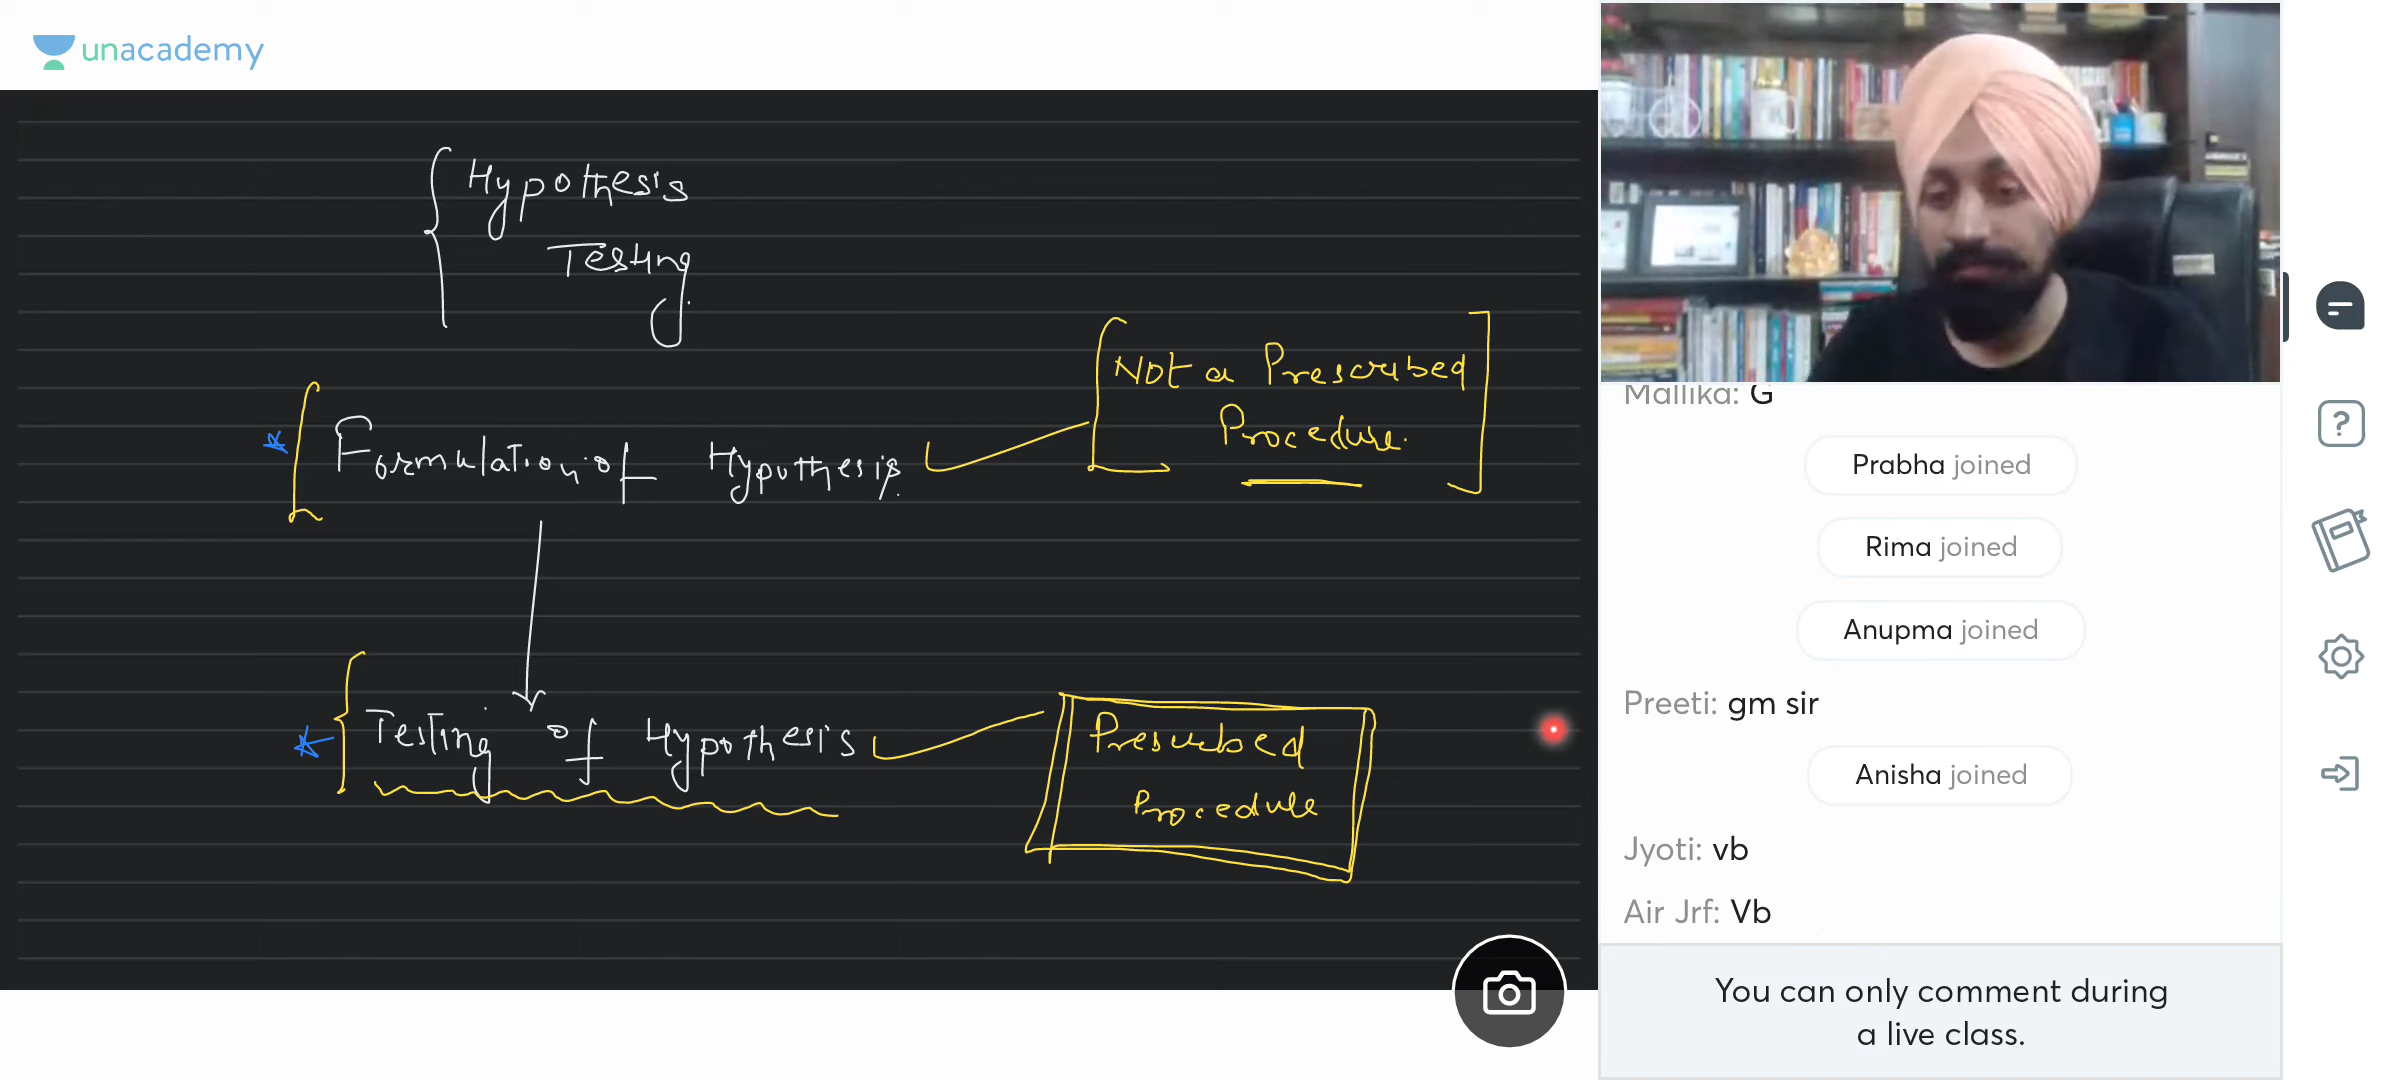 unacademy
Hypothesis
Testing
Not a Prescribed
Procedure.
Formulation of Hypothesis.
Testing of Hypothesis
Prescribed
Procedure
Mallika: G
Prabha joined
Rima joined
Anupma joined
Preeti: gm sir
Anisha joined
Jyoti: vb
Air Jrf: Vb
You can only comment during
a live class.
?